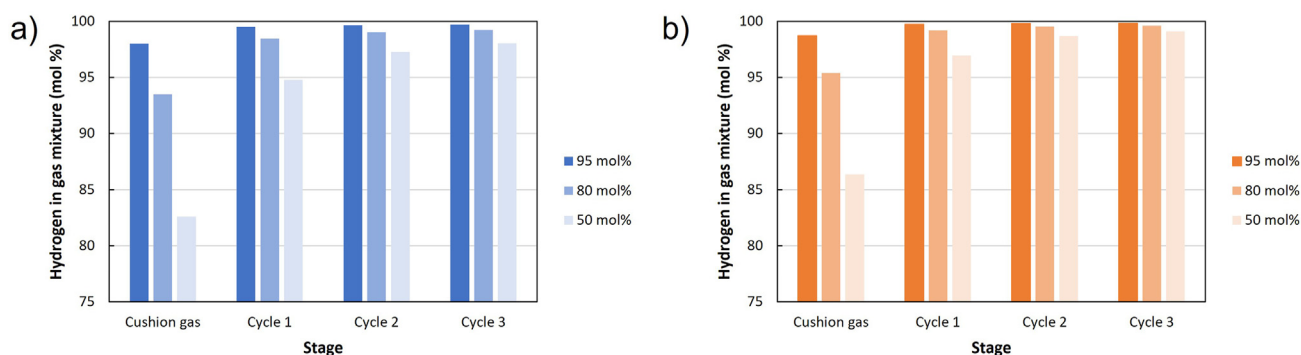 a)
Hydrogen in gas mixture (mol %)
100
95
90
85
80
75
Cushion gas Cycle 1 Cycle 2 Cycle 3
Stage
95 mol%
80 mol%
50 mol%
b)
Hydrogen in gas mixture (mol %)
100
95
90
85
80
75
Cushion gas Cycle 1 Cycle 2 Cycle 3
Stage
95 mol%
80 mol%
50 mol%